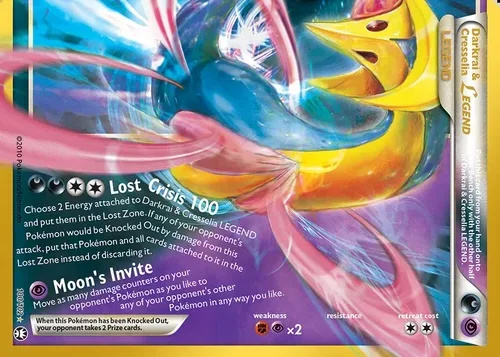 Darkrai &
Cresselia LEGEND
LEGEND
Put this card from your hand onto
your Bench only with the other half
of Darkrai & Cresselia LEGEND.
Lost Crisis 100
Choose 2 Energy attached to Darkrai & Cresselia LEGEND
and put them in the Lost Zone. If any of your opponent's
Pokémon would be Knocked Out by damage from this
attack, put that Pokémon and all cards attached to it in the
Lost Zone instead of discarding it.
Moon's Invite
Move as many damage counters on your
opponent's Pokémon as you like to
any of your opponent's other
Pokémon in any way you like.
When this Pokémon has been Knocked Out,
your opponent takes 2 Prize cards.
weakness
×2
resistance
retreat cost
©2010 Pokémon
100/102